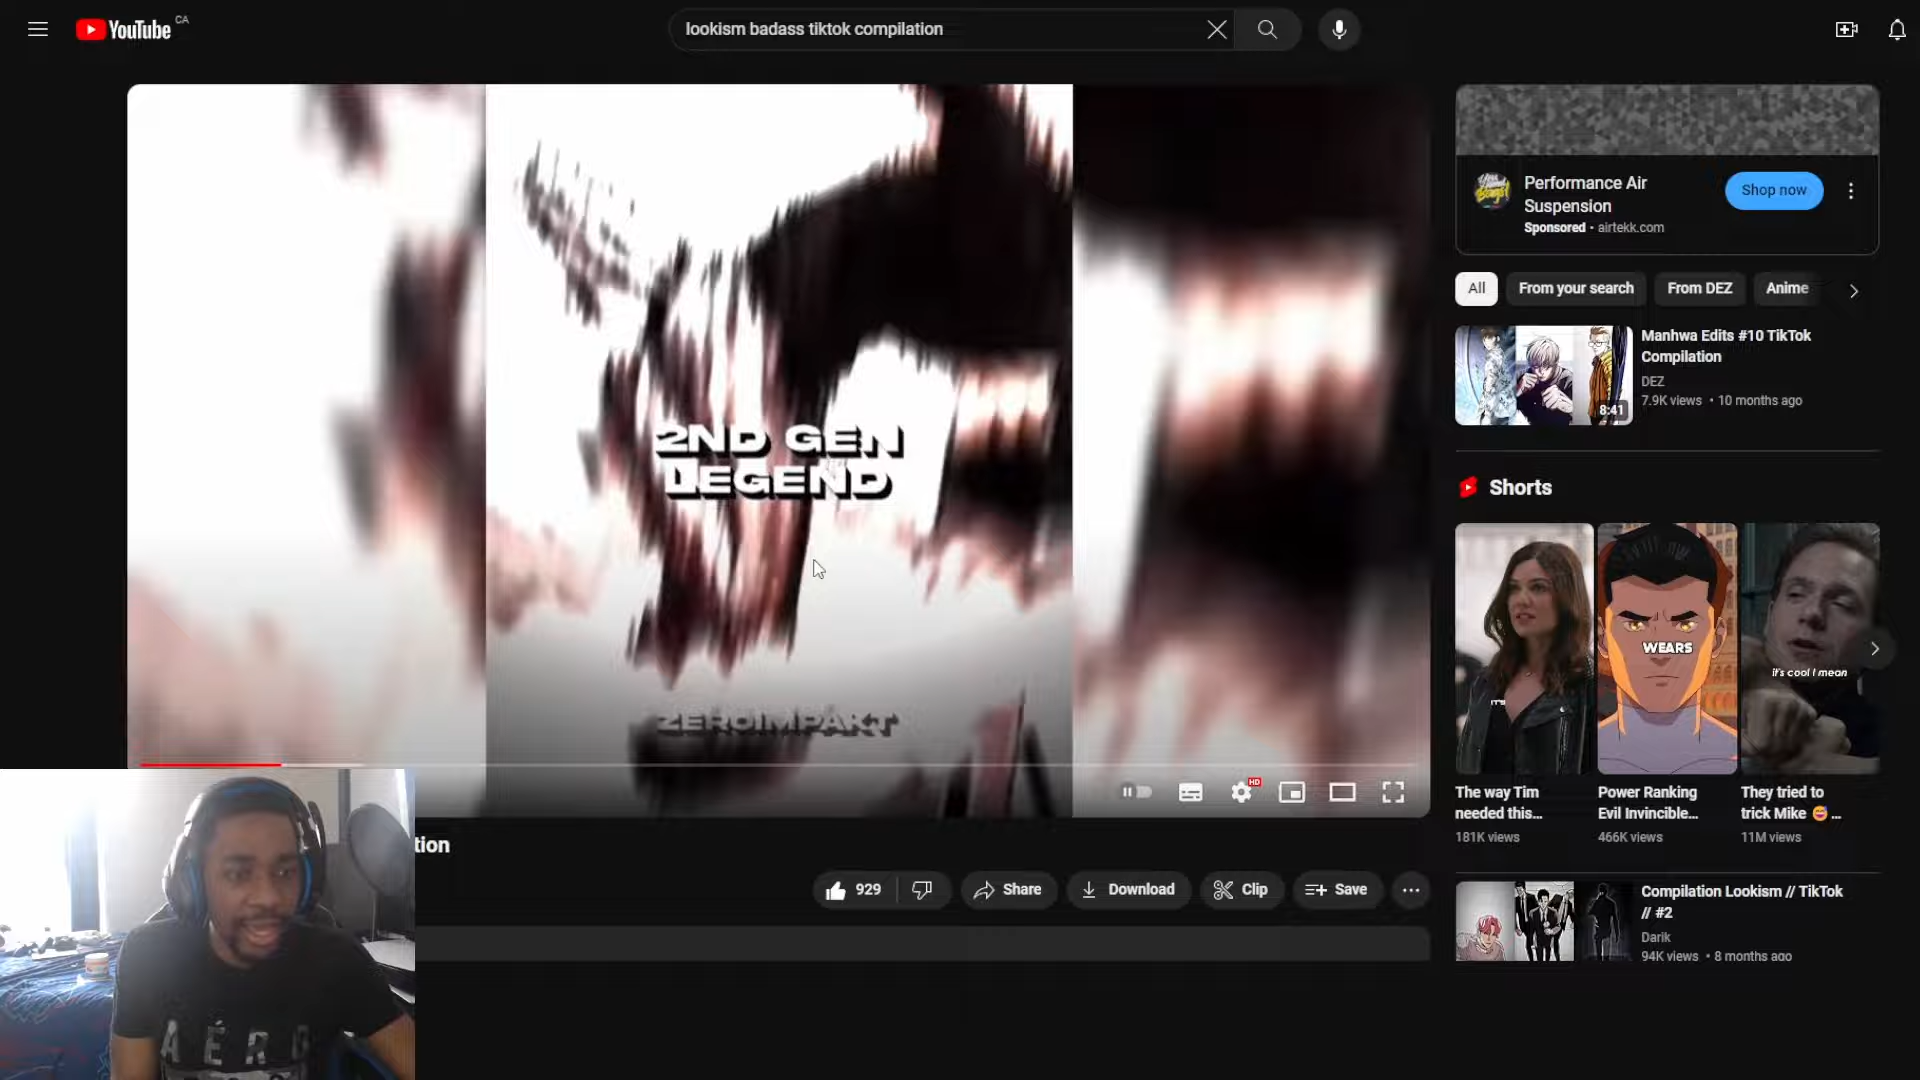 YouTube CA
lookism badass tiktok compilation
2ND GEN
LEGEND
ZEROIMPAKT
HD
tion
929
Share
Download
Clip
Save
Performance Air
Suspension
Sponsored • airtekk.com
Shop now
All
From your search
From DEZ
Anime
8:41
Manhwa Edits #10 TikTok
Compilation
DEZ
7.9K views • 10 months ago
Shorts
IT'S
WEARS
it's cool I mean
The way Tim
needed this...
181K views
Power Ranking
Evil Invincible...
466K views
They tried to
trick Mike 😅 ...
11M views
Compilation Lookism // TikTok
// #2
Darik
94K views • 8 months ago
AÉRO